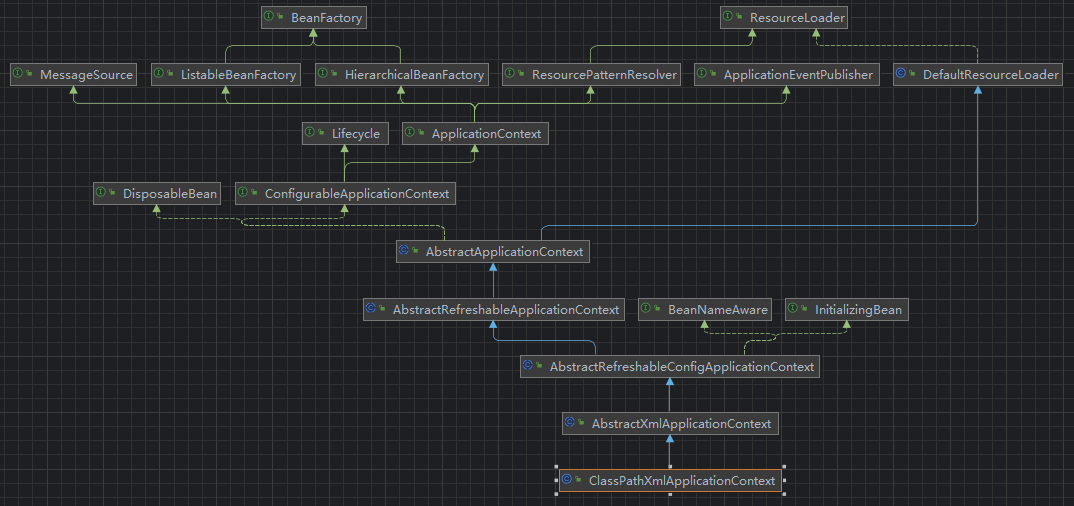 BeanFactory
ResourceLoader
MessageSource
ListableBeanFactory
HierarchicalBeanFactory
ResourcePatternResolver
ApplicationEventPublisher
DefaultResourceLoader
Lifecycle
ApplicationContext
DisposableBean
ConfigurableApplicationContext
AbstractApplicationContext
AbstractRefreshableApplicationContext
BeanNameAware
InitializingBean
AbstractRefreshableConfigApplicationContext
AbstractXmlApplicationContext
ClassPathXmlApplicationContext